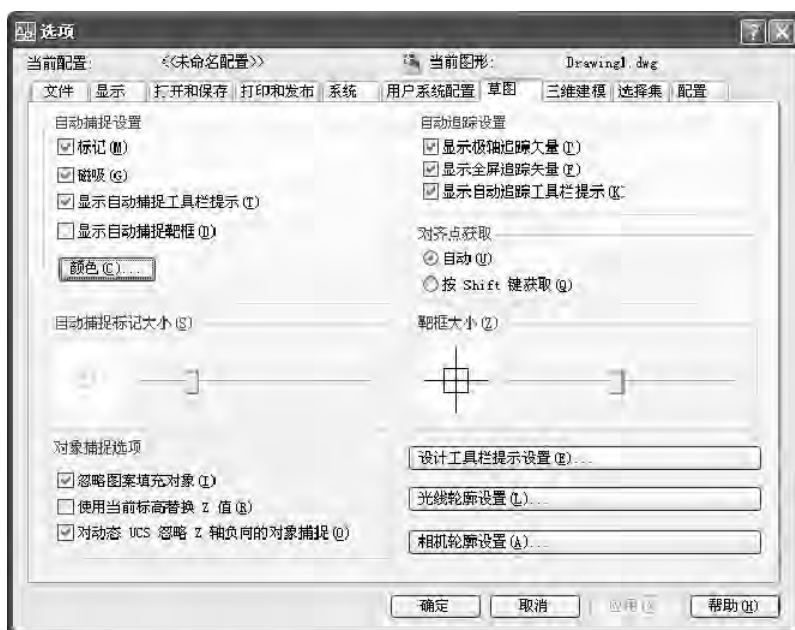 选项
当前配置: <<未命名配置>> 当前图形: Drawing1.dwg
文件 显示 打开和保存 打印和发布 系统 用户系统配置 草图 三维建模 选择集 配置
自动捕捉设置
标记(M)
磁吸(G)
显示自动捕捉工具栏提示(T)
显示自动捕捉靶框(D)
颜色(C)...
自动捕捉标记大小(S)
对象捕捉选项
忽略图案填充对象(I)
使用当前标高替换 Z 值(R)
对动态 UCS 忽略 Z 轴负向的对象捕捉(O)
自动追踪设置
显示极轴追踪矢量(P)
显示全屏追踪矢量(F)
显示自动追踪工具栏提示(K)
对齐点获取
自动(U)
按 Shift 键获取(Q)
靶框大小(Z)
设计工具栏提示设置(E)...
光线轮廓设置(L)...
相机轮廓设置(A)...
确定 取消 应用(A) 帮助(H)